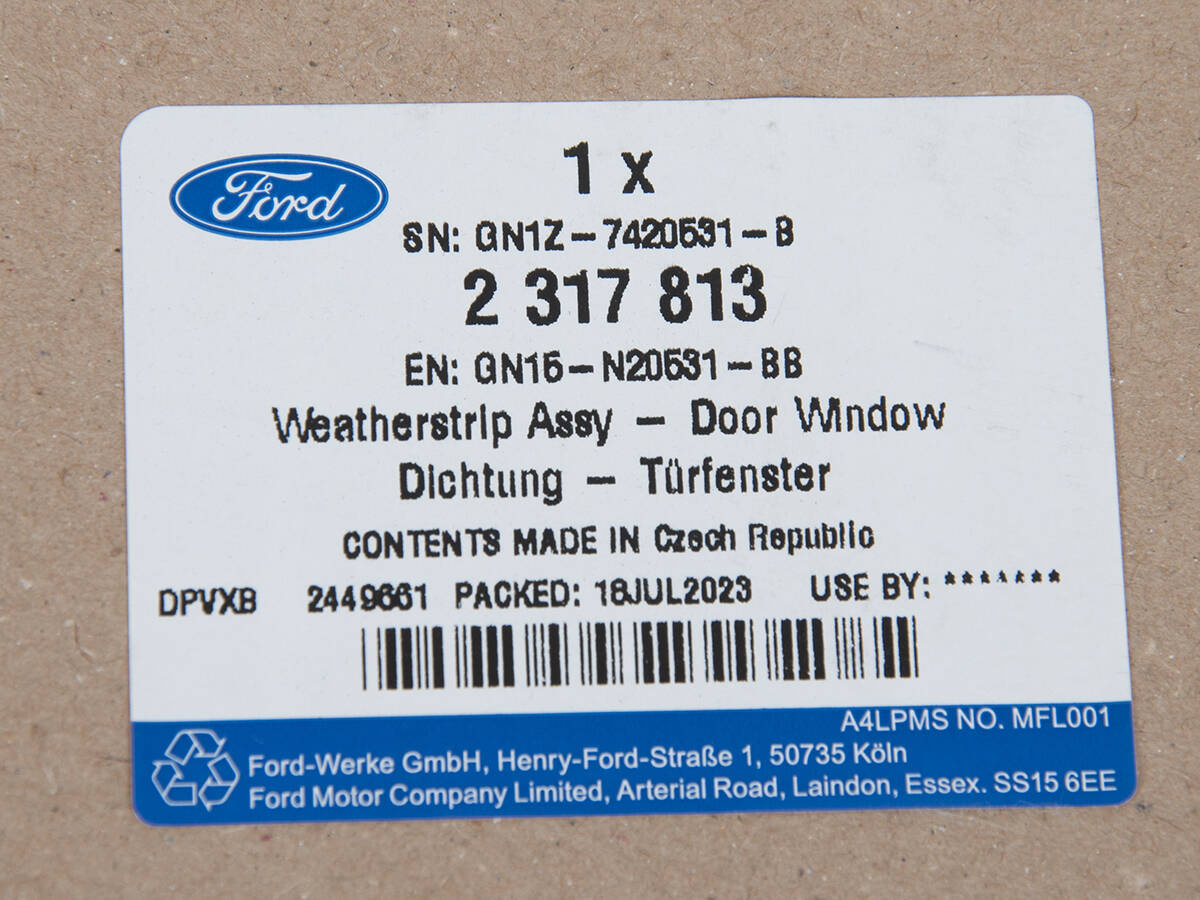 Ford
1 x
SN: GN1Z-7420531-B
2 317 813
EN: GN15-N20531-BB
Weatherstrip Assy - Door Window
Dichtung - Türfenster
CONTENTS MADE IN Czech Republic
DPVXB 2449661 PACKED: 18JUL2023 USE BY: *******
A4LPMS NO. MFL001
Ford-Werke GmbH, Henry-Ford-Straße 1, 50735 Köln
Ford Motor Company Limited, Arterial Road, Laindon, Essex. SS15 6EE